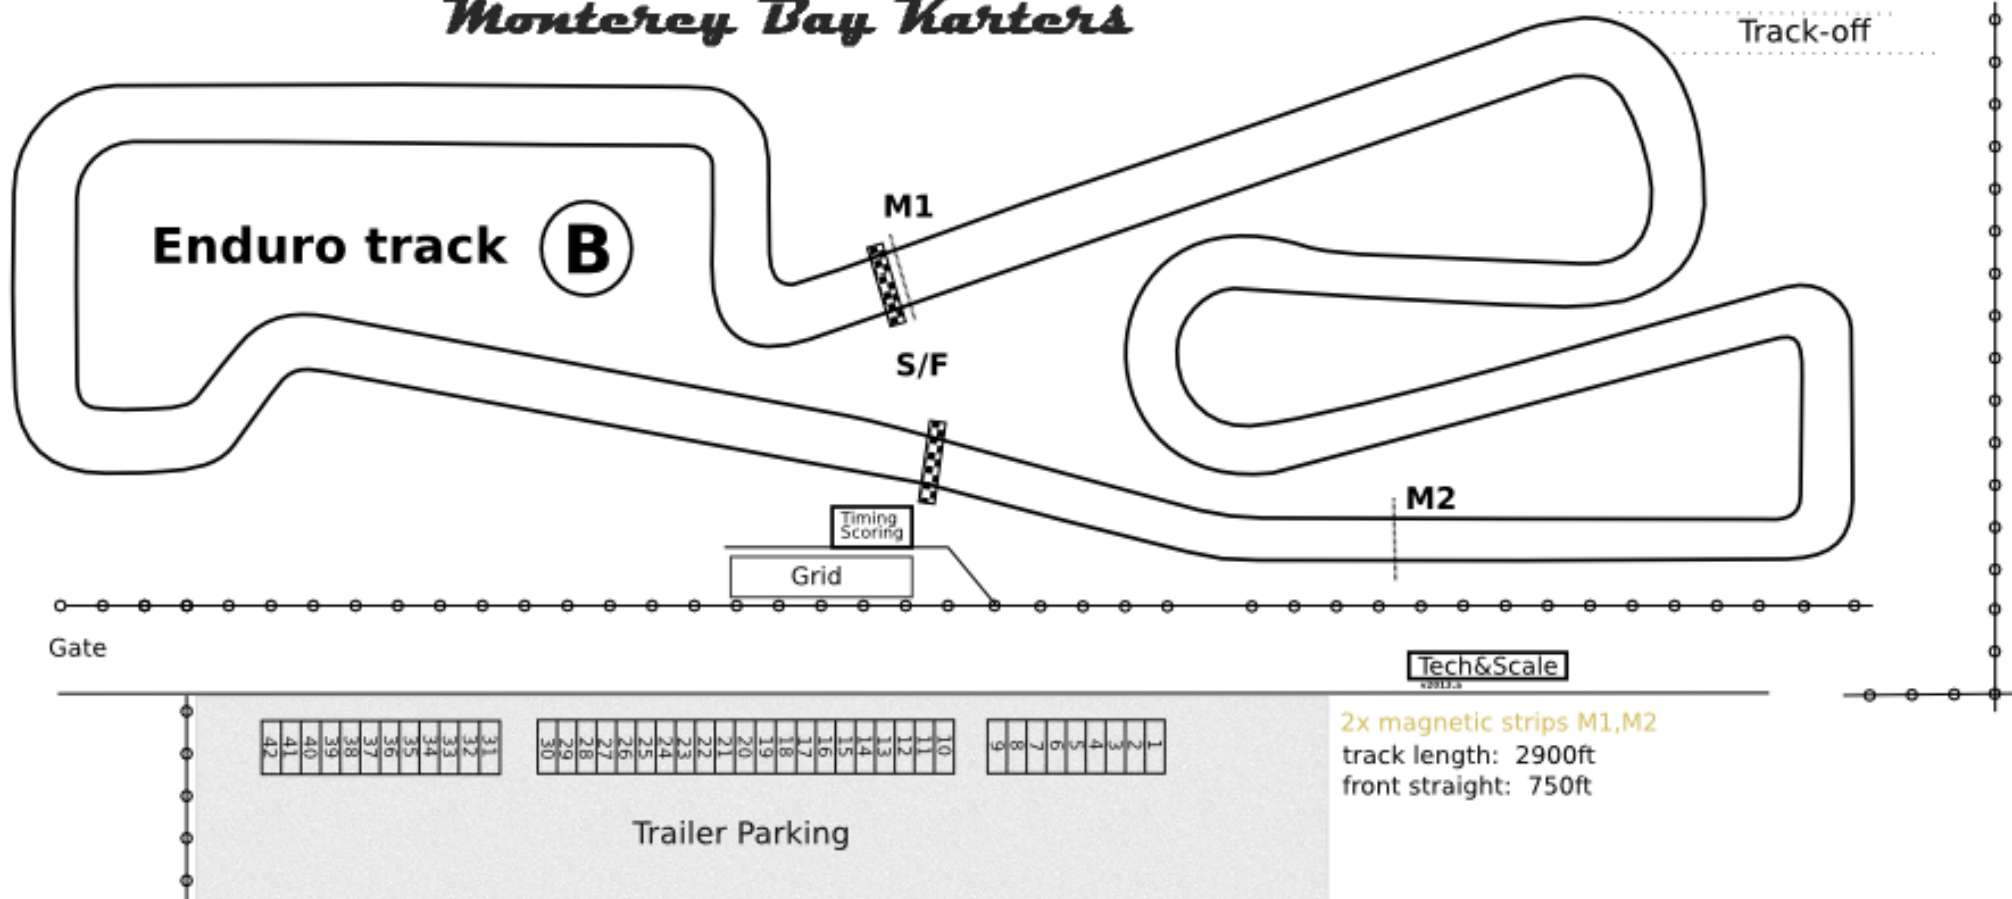 Monterey Bay Karters
Track-off
M1
Enduro track B
S/F
M2
Timing
Scoring
Grid
Gate
Tech&Scale
v2013.a
42 41 40 39 38 37 36 35 34 33 32 31 30 29 28 27 26 25 24 23 22 21 20 19 18 17 16 15 14 13 12 11 10 9 8 7 6 5 4 3 2 1
2x magnetic strips M1,M2
track length: 2900ft
front straight: 750ft
Trailer Parking